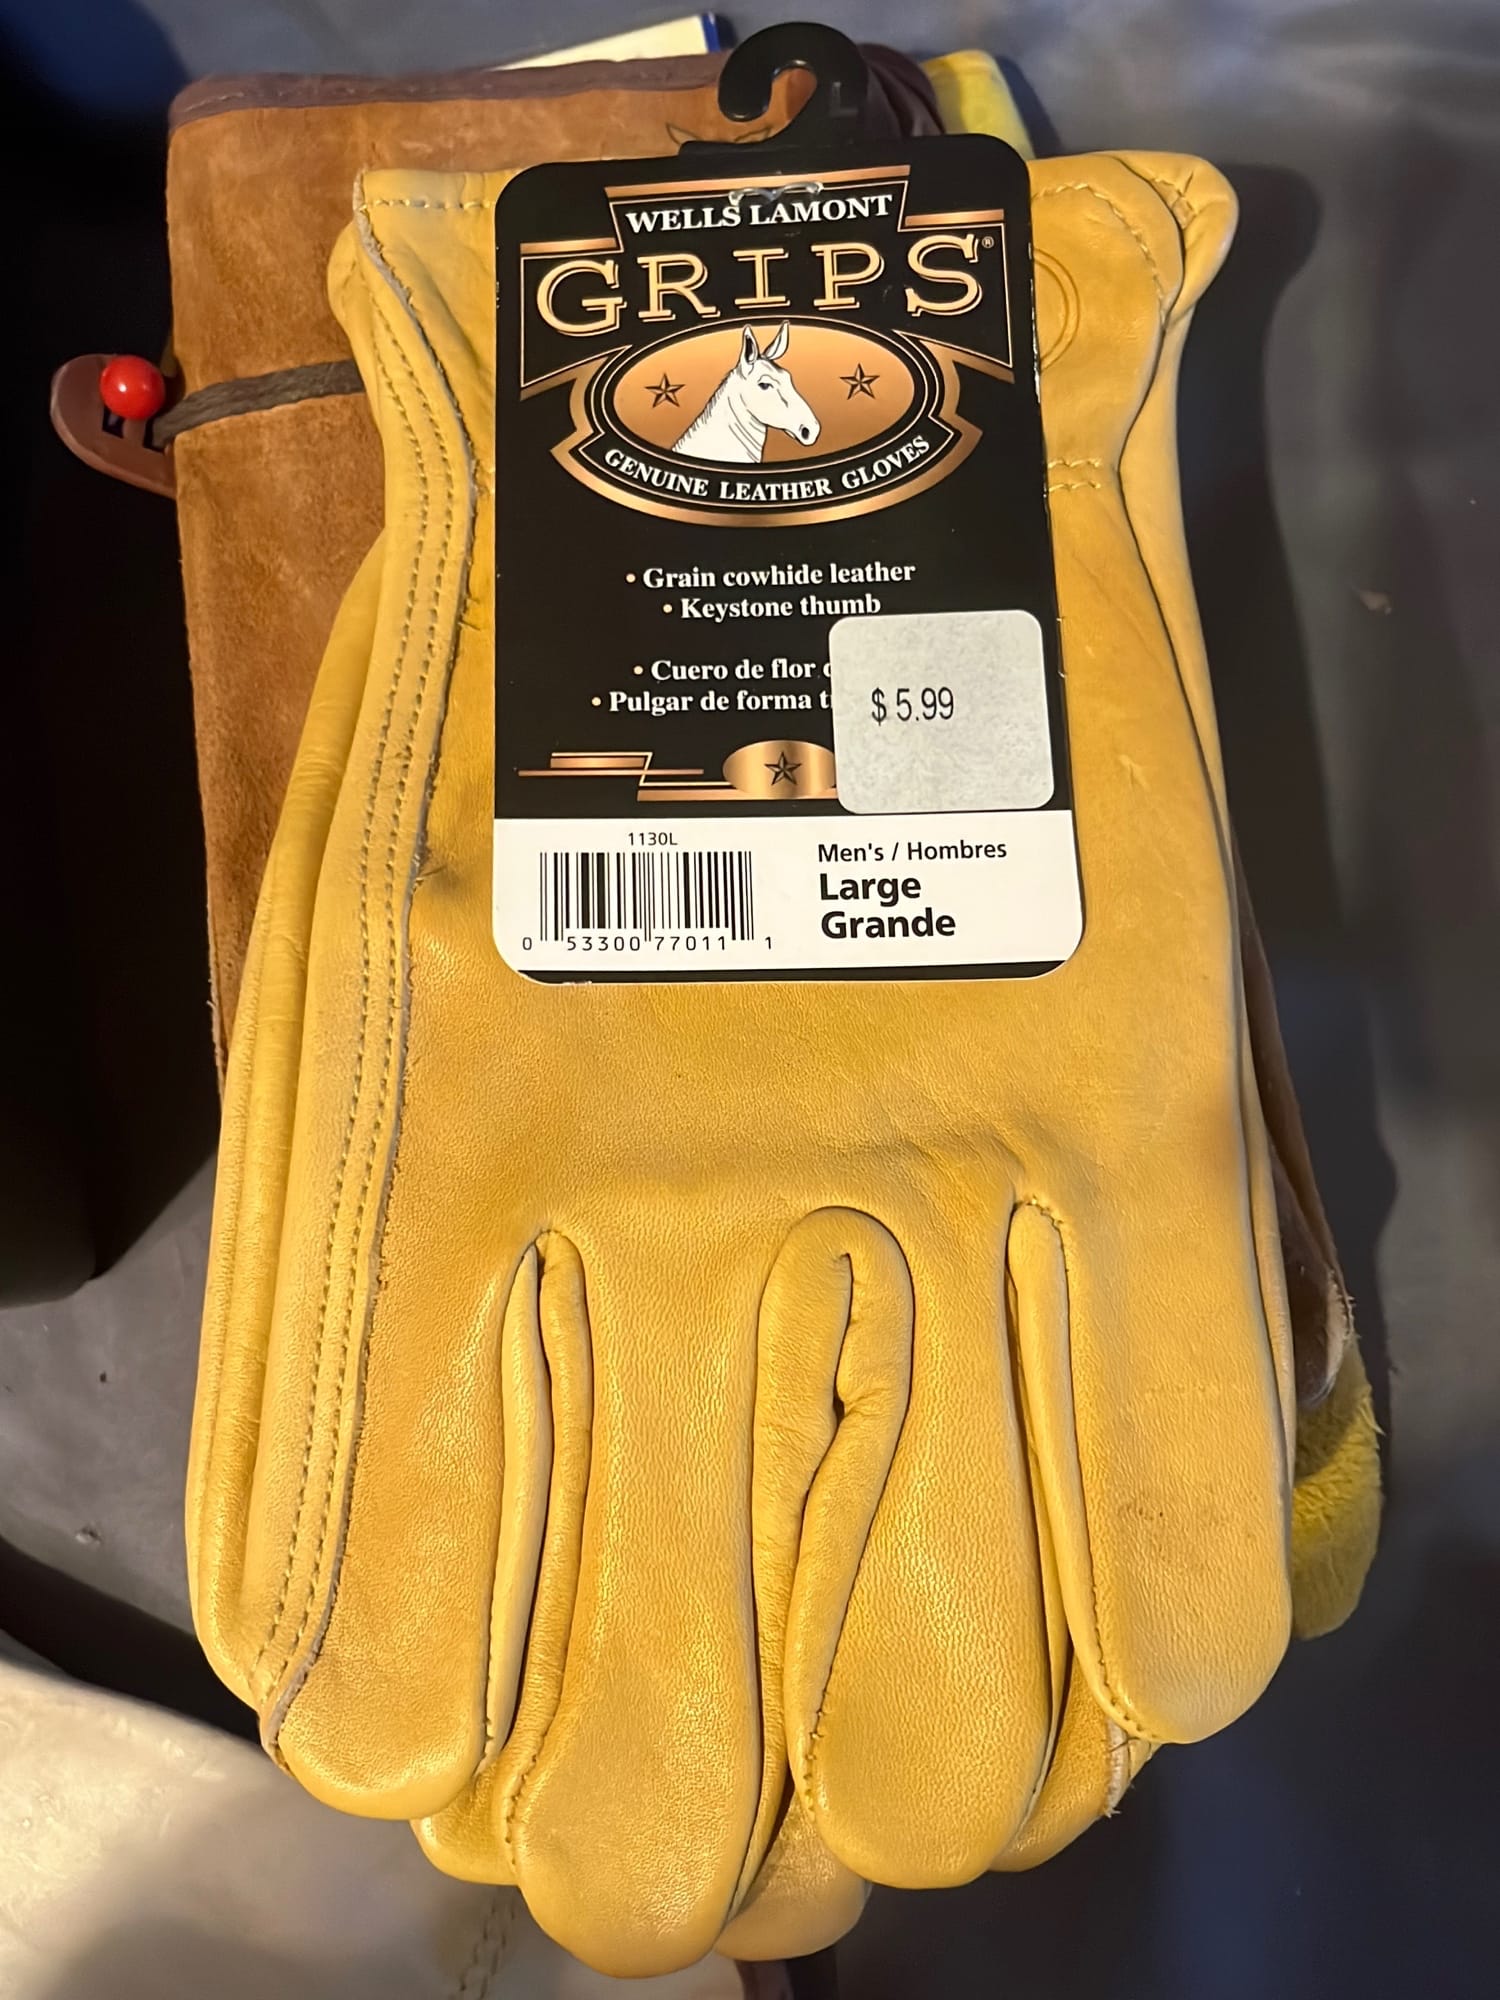 WELLS LAMONT
GRIPS®
GENUINE LEATHER GLOVES
• Grain cowhide leather
• Keystone thumb
• Cuero de flor
• Pulgar de forma
$ 5.99
1130L
0 53300 77011 1
Men's / Hombres
Large
Grande